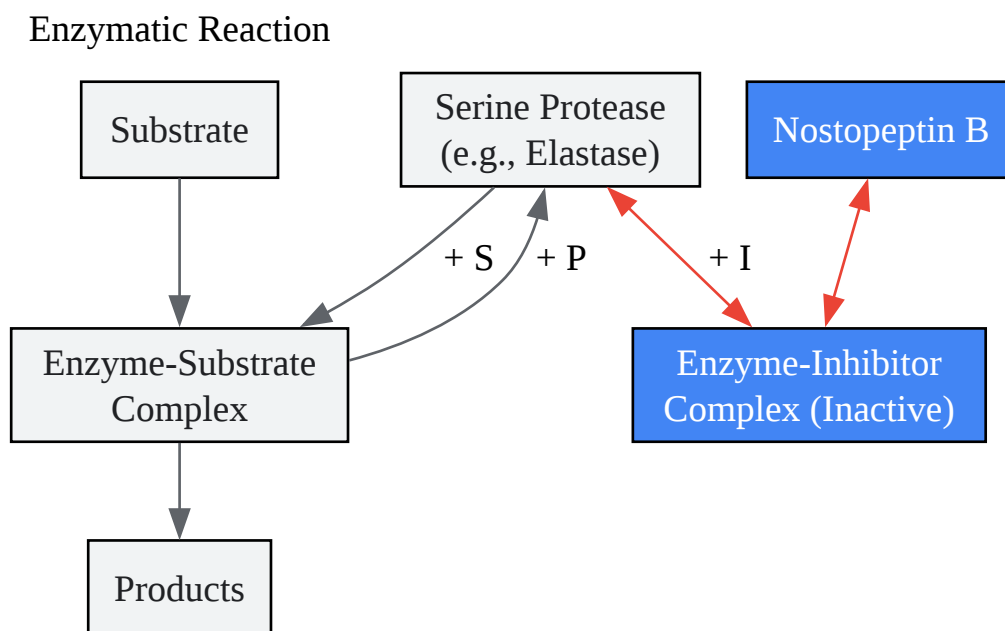 Enzymatic Reaction
Substrate
Serine Protease
(e.g., Elastase)
Nostopeptin B
+ S
+ P
+ I
Enzyme-Substrate
Complex
Enzyme-Inhibitor
Complex (Inactive)
Products